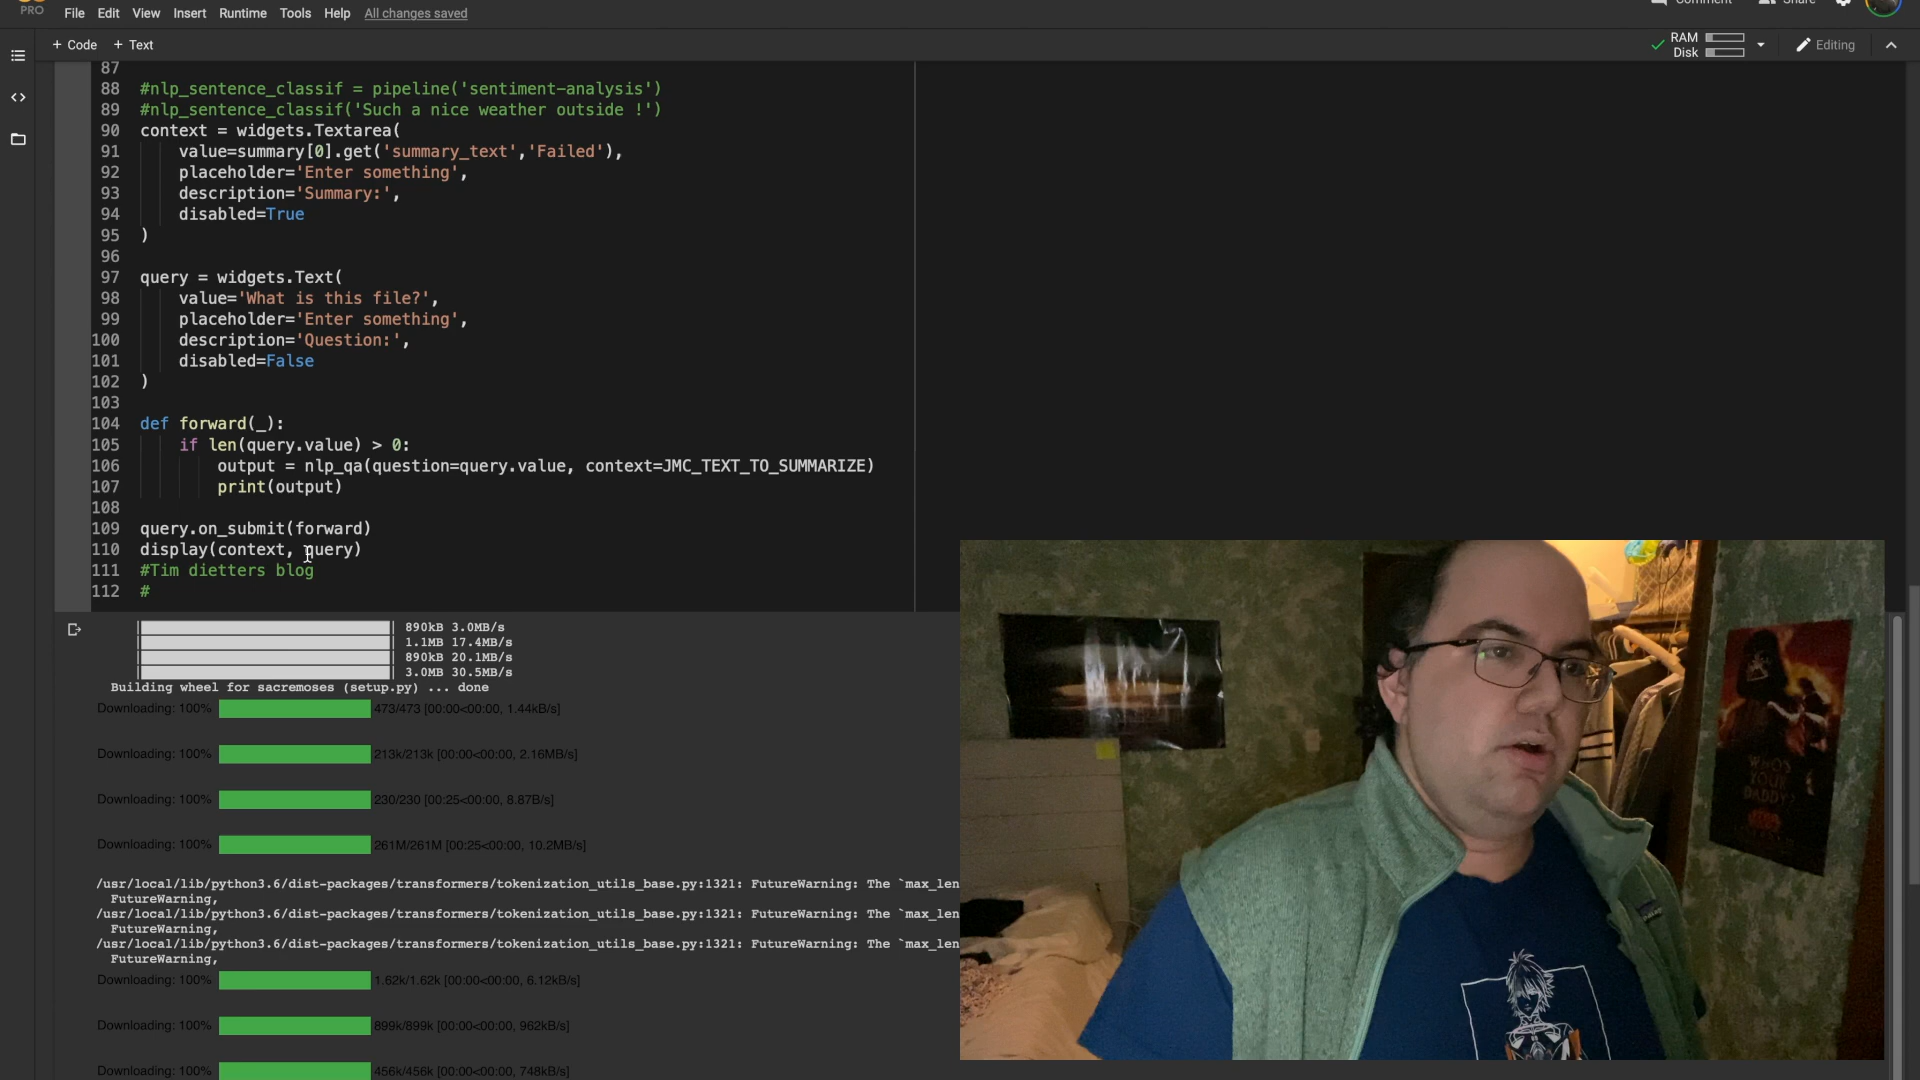 PRO
File Edit View Insert Runtime Tools Help All changes saved
Comment Share
+ Code + Text
RAM
Disk
Editing
87
88 #nlp_sentence_classif = pipeline('sentiment-analysis')
89 #nlp_sentence_classif('Such a nice weather outside !')
90 context = widgets.Textarea(
91 value=summary[0].get('summary_text','Failed'),
92 placeholder='Enter something',
93 description='Summary:',
94 disabled=True
95 )
96
97 query = widgets.Text(
98 value='What is this file?',
99 placeholder='Enter something',
100 description='Question:',
101 disabled=False
102 )
103
104 def forward(_):
105 if len(query.value) > 0:
106 output = nlp_qa(question=query.value, context=JMC_TEXT_TO_SUMMARIZE)
107 print(output)
108
109 query.on_submit(forward)
110 display(context, query)
111 #Tim dietters blog
112 #
890kB 3.0MB/s
1.1MB 17.4MB/s
890kB 20.1MB/s
3.0MB 30.5MB/s
Building wheel for sacremoses (setup.py) ... done
Downloading: 100% 473/473 [00:00<00:00, 1.44kB/s]
Downloading: 100% 213k/213k [00:00<00:00, 2.16MB/s]
Downloading: 100% 230/230 [00:25<00:00, 8.87B/s]
Downloading: 100% 261M/261M [00:25<00:00, 10.2MB/s]
/usr/local/lib/python3.6/dist-packages/transformers/tokenization_utils_base.py:1321: FutureWarning: The `max_len
FutureWarning,
/usr/local/lib/python3.6/dist-packages/transformers/tokenization_utils_base.py:1321: FutureWarning: The `max_len
FutureWarning,
/usr/local/lib/python3.6/dist-packages/transformers/tokenization_utils_base.py:1321: FutureWarning: The `max_len
FutureWarning,
Downloading: 100% 1.62k/1.62k [00:00<00:00, 6.12kB/s]
Downloading: 100% 899k/899k [00:00<00:00, 962kB/s]
Downloading: 100% 456k/456k [00:00<00:00, 748kB/s]
WHO'S
YOUR
DADDY?